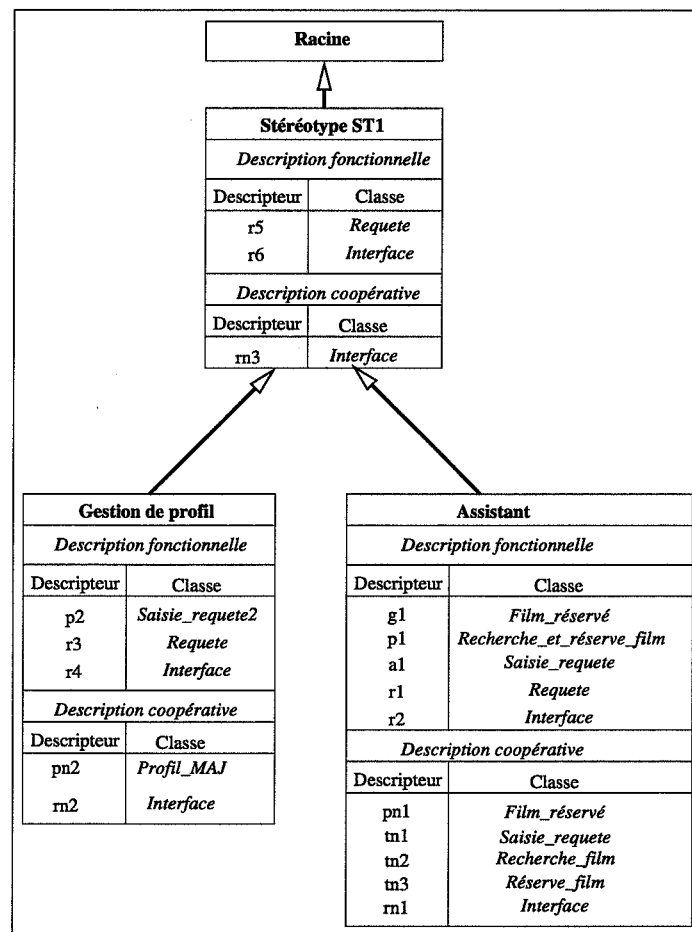 Racine
Stéréotype ST1
Description fonctionnelle
Descripteur Classe
r5 Requete
r6 Interface
Description coopérative
Descripteur Classe
rn3 Interface
Gestion de profil
Description fonctionnelle
Descripteur Classe
p2 Saisie_requete2
r3 Requete
r4 Interface
Description coopérative
Descripteur Classe
pn2 Profil_MAJ
rn2 Interface
Assistant
Description fonctionnelle
Descripteur Classe
g1 Film_réservé
p1 Recherche_et_réserve_film
a1 Saisie_requete
r1 Requete
r2 Interface
Description coopérative
Descripteur Classe
pn1 Film_réservé
tn1 Saisie_requete
tn2 Recherche_film
tn3 Réserve_film
rn1 Interface